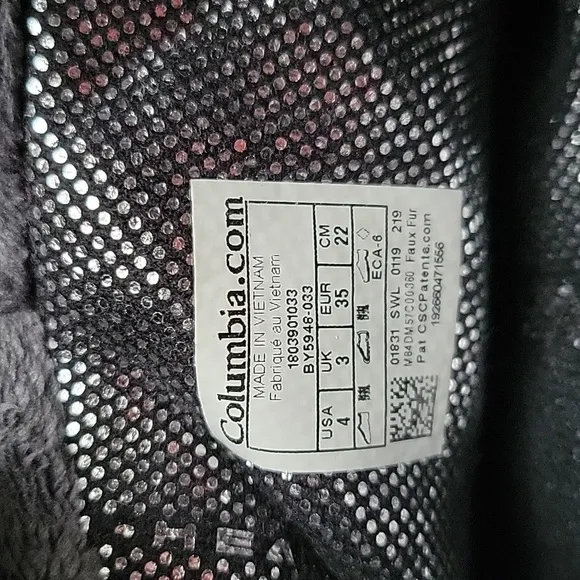 Columbia.com
MADE IN VIETNAM
Fabriqué au Vietnam
1803901033
BY5948-033
USA UK EUR CM
4 3 35 22
ECA-6
01831 SWL 0119 219
Faux Fur
Pat CSCPatents.com
192660471556